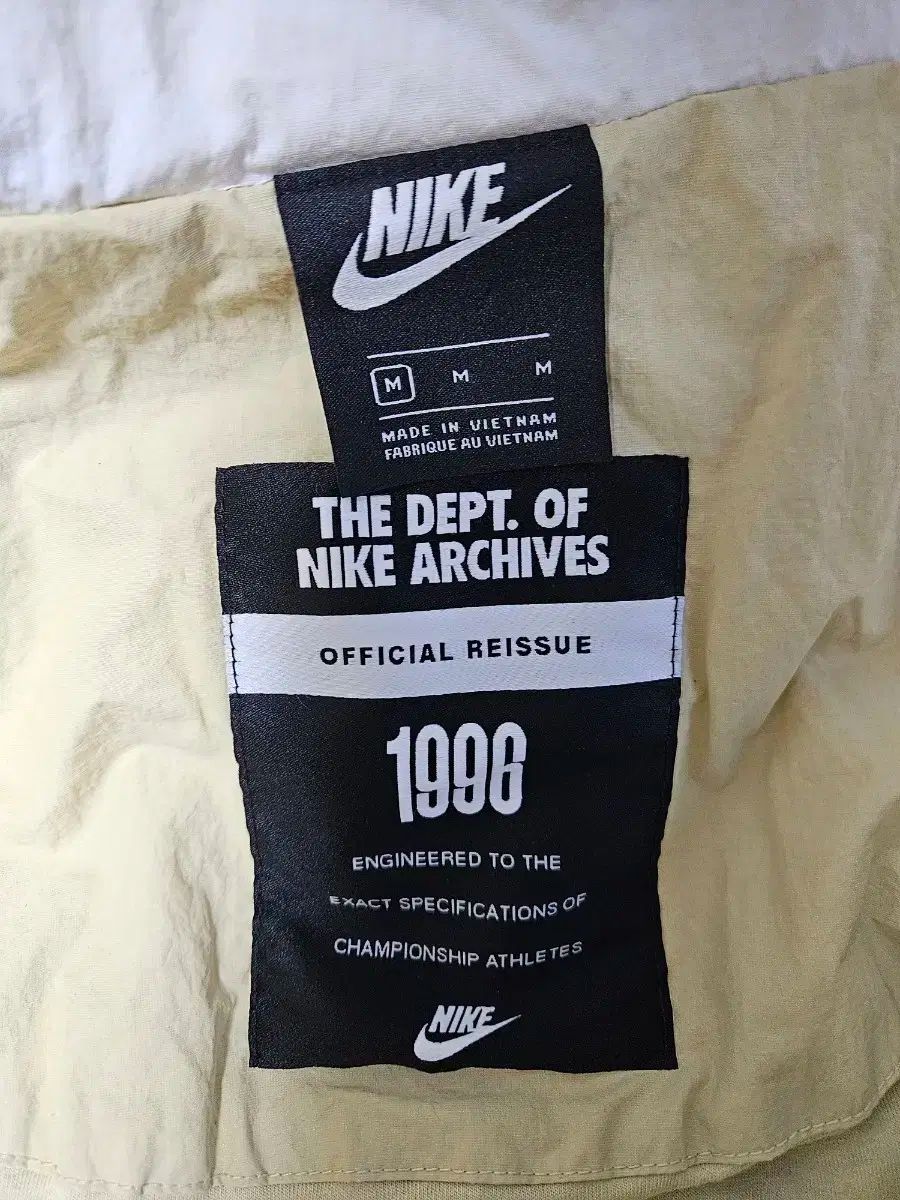 NIKE
M M M
MADE IN VIETNAM
FABRIQUE AU VIETNAM
THE DEPT. OF
NIKE ARCHIVES
OFFICIAL REISSUE
1996
ENGINEERED TO THE
EXACT SPECIFICATIONS OF
CHAMPIONSHIP ATHLETES
NIKE